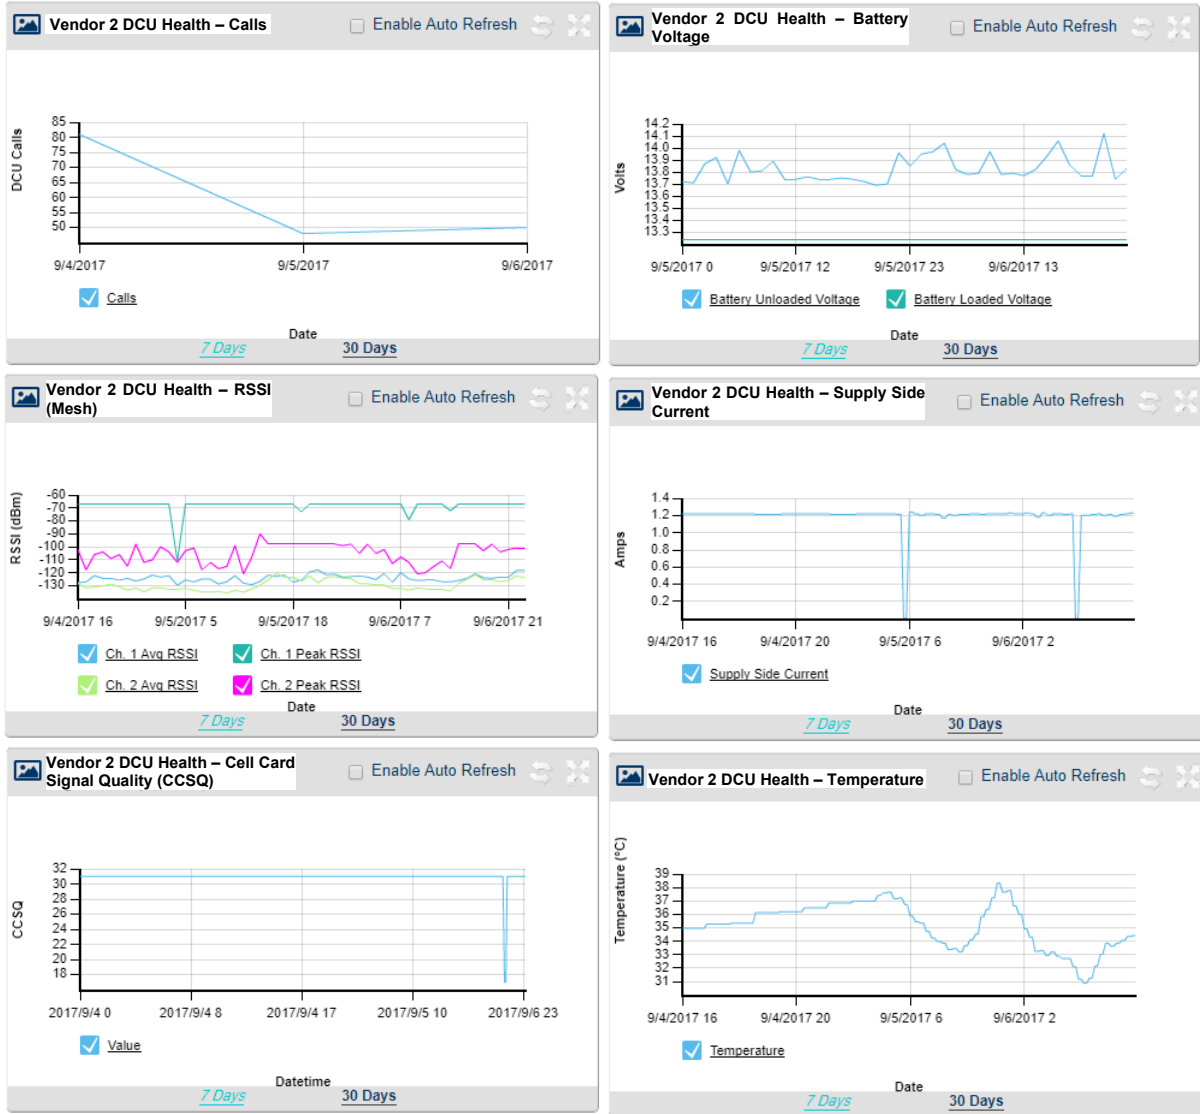 Vendor 2 DCU Health – Calls
Enable Auto Refresh
DCU Calls
85
80
75
70
65
60
55
50
9/4/2017
9/5/2017
9/6/2017
Calls
Date
7 Days
30 Days
Vendor 2 DCU Health – Battery
Voltage
Enable Auto Refresh
Volts
14.2
14.1
14.0
13.9
13.8
13.7
13.6
13.5
13.4
13.3
9/5/2017 0
9/5/2017 12
9/5/2017 23
9/6/2017 13
Battery Unloaded Voltage
Battery Loaded Voltage
Date
7 Days
30 Days
Vendor 2 DCU Health – RSSI
(Mesh)
Enable Auto Refresh
RSSI (dBm)
-60
-70
-80
-90
-100
-110
-120
-130
9/4/2017 16
9/5/2017 5
9/5/2017 18
9/6/2017 7
9/6/2017 21
Ch. 1 Avg RSSI
Ch. 1 Peak RSSI
Ch. 2 Avg RSSI
Ch. 2 Peak RSSI
Date
7 Days
30 Days
Vendor 2 DCU Health – Supply Side
Current
Enable Auto Refresh
Amps
1.4
1.2
1.0
0.8
0.6
0.4
0.2
9/4/2017 16
9/4/2017 20
9/5/2017 6
9/6/2017 2
Supply Side Current
Date
7 Days
30 Days
Vendor 2 DCU Health – Cell Card
Signal Quality (CCSQ)
Enable Auto Refresh
CCSQ
32
30
28
26
24
22
20
18
2017/9/4 0
2017/9/4 8
2017/9/4 17
2017/9/5 10
2017/9/6 23
Value
Datetime
7 Days
30 Days
Vendor 2 DCU Health – Temperature
Enable Auto Refresh
Temperature (°C)
39
38
37
36
35
34
33
32
31
9/4/2017 16
9/4/2017 20
9/5/2017 6
9/6/2017 2
Temperature
Date
7 Days
30 Days